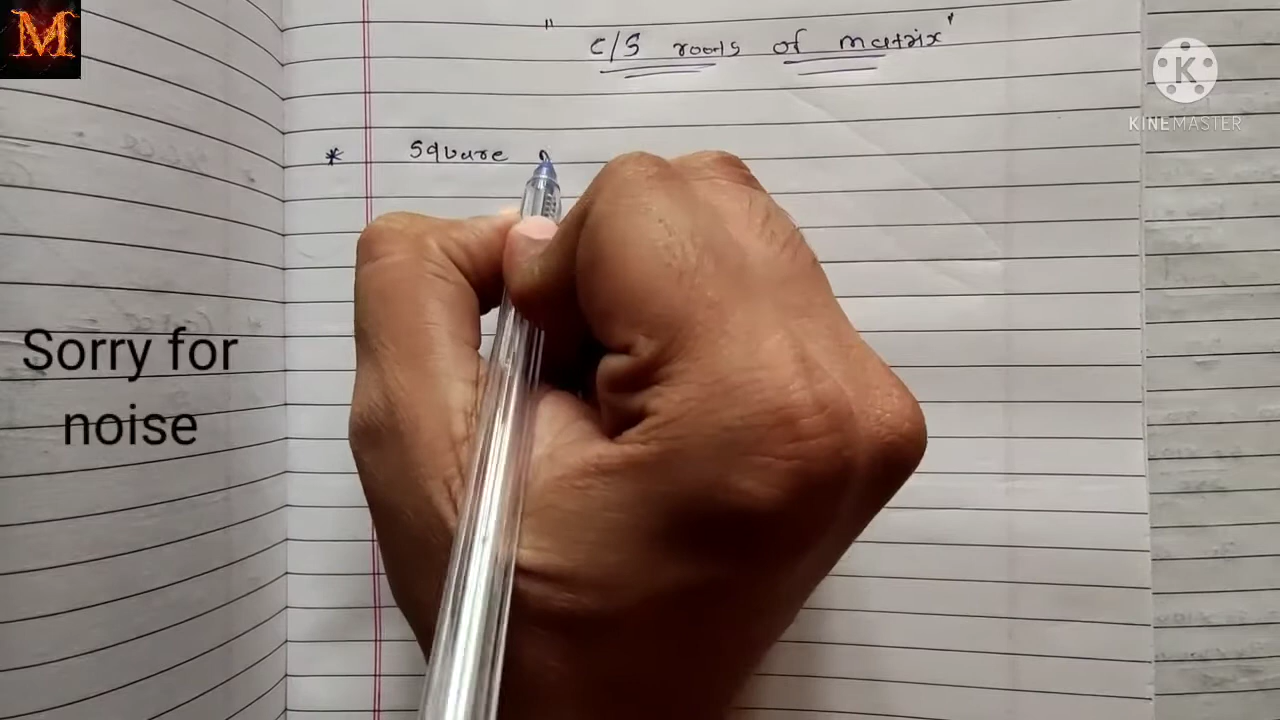 M
" C/S roots of matrix "
KINEMASTER
* Square
Sorry for
noise